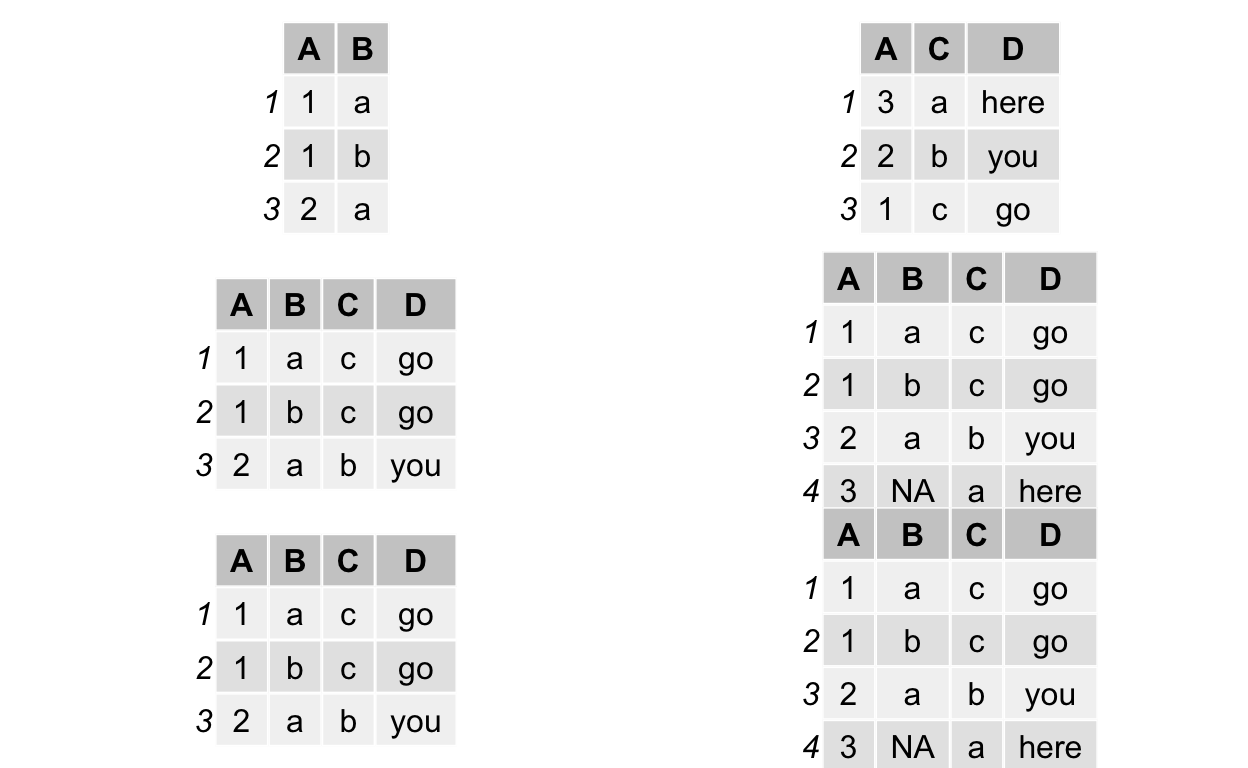 A B
1 1 a
2 1 b
3 2 a
A C D
1 3 a here
2 2 b you
3 1 c go
A B C D
1 1 a c go
2 1 b c go
3 2 a b you
A B C D
1 1 a c go
2 1 b c go
3 2 a b you
4 3 NA a here
A B C D
1 1 a c go
2 1 b c go
3 2 a b you
A B C D
1 1 a c go
2 1 b c go
3 2 a b you
4 3 NA a here